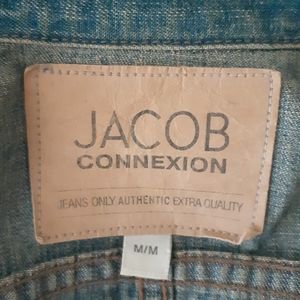 JACOB
CONNEXION
JEANS ONLY AUTHENTIC EXTRA QUALITY
M/M